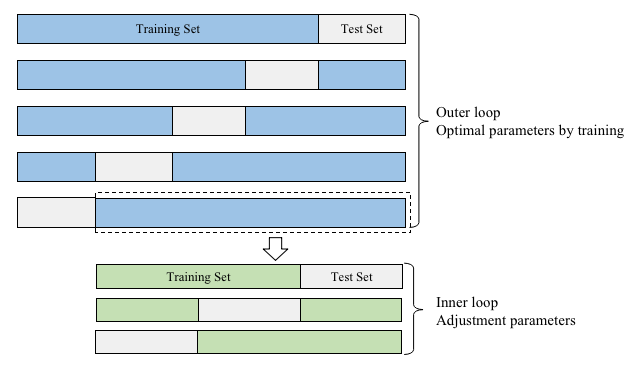 Training Set
Test Set
Outer loop
Optimal parameters by training
Training Set
Test Set
Inner loop
Adjustment parameters